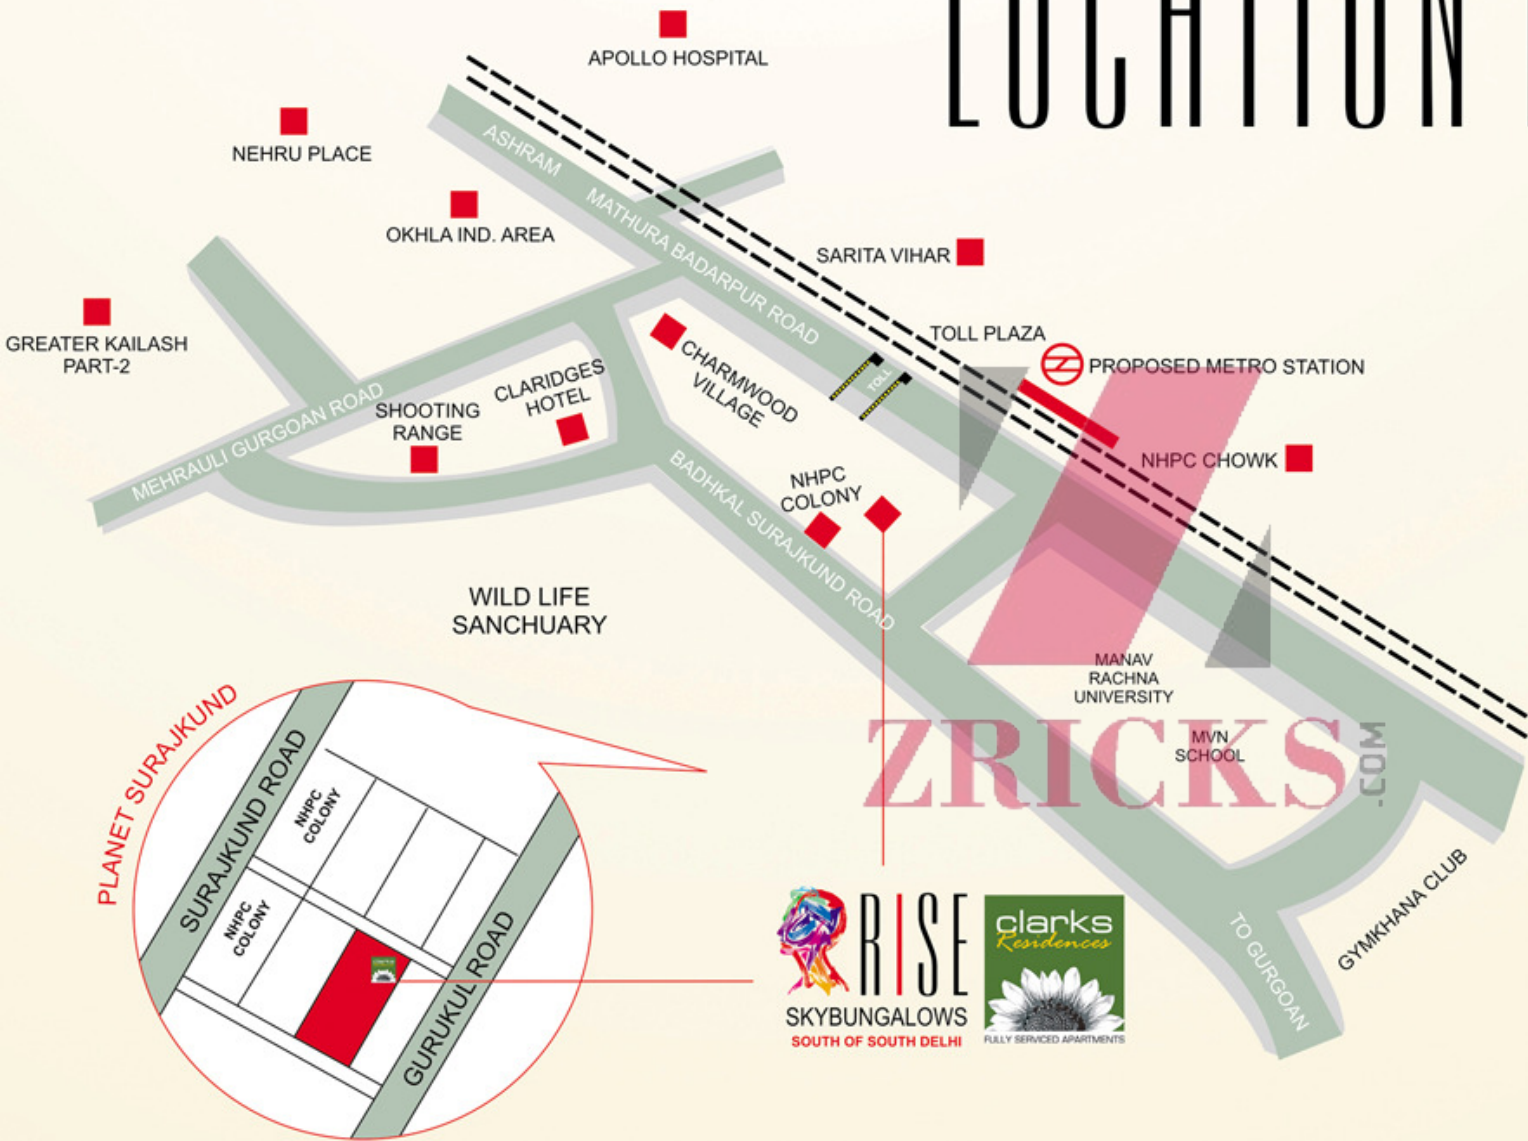 LOCATION
APOLLO HOSPITAL
NEHRU PLACE
ASHRAM
OKHLA IND. AREA
MATHURA BADARPUR ROAD
SARITA VIHAR
GREATER KAILASH
PART-2
TOLL PLAZA
PROPOSED METRO STATION
TOLL
CHARMWOOD
VILLAGE
CLARIDGES
HOTEL
SHOOTING
RANGE
MEHRAULI GURGOAN ROAD
NHPC CHOWK
NHPC
COLONY
BADHKAL SURAJKUND ROAD
WILD LIFE
SANCHUARY
MANAV
RACHNA
UNIVERSITY
MVN
SCHOOL
ZRICKS
.COM
PLANET SURAJKUND
SURAJKUND ROAD
NHPC
COLONY
NHPC
COLONY
GURUKUL ROAD
GYMKHANA CLUB
TO GURGOAN
RISE
SKYBUNGALOWS
SOUTH OF SOUTH DELHI
clarks
Residences
FULLY SERVICED APARTMENTS